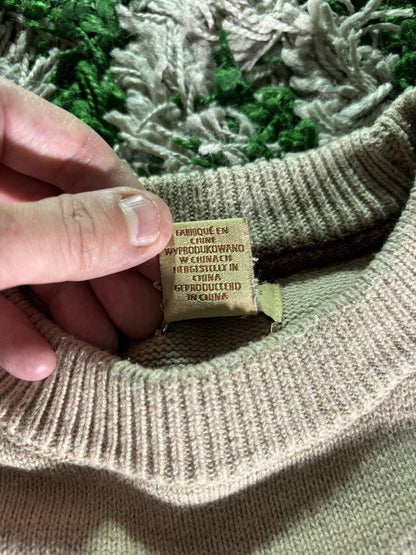 FABRIQUÉ EN
CHINE
WYPRODUKOWANO
W CHINACH
HERGESTELLT IN
CHINA
GEPRODUCEERD
IN CHINA